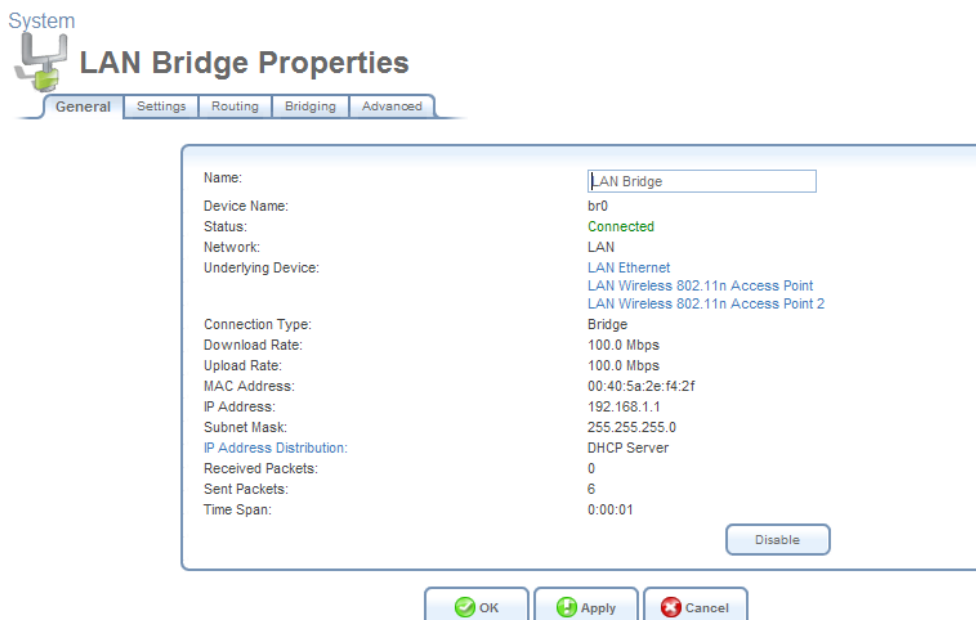 System
LAN Bridge Properties
General Settings Routing Bridging Advanced
Name: LAN Bridge
Device Name: br0
Status: Connected
Network: LAN
Underlying Device: LAN Ethernet
LAN Wireless 802.11n Access Point
LAN Wireless 802.11n Access Point 2
Connection Type: Bridge
Download Rate: 100.0 Mbps
Upload Rate: 100.0 Mbps
MAC Address: 00:40:5a:2e:f4:2f
IP Address: 192.168.1.1
Subnet Mask: 255.255.255.0
IP Address Distribution: DHCP Server
Received Packets: 0
Sent Packets: 6
Time Span: 0:00:01
Disable
OK Apply Cancel